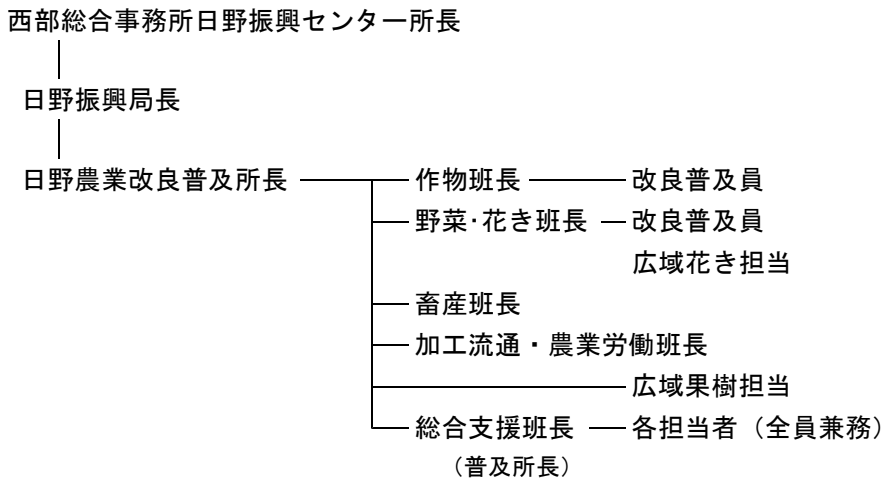 西部総合事務所日野振興センター所長
日野振興局長
日野農業改良普及所長 作物班長 改良普及員
野菜・花き班長 改良普及員
広域花き担当
畜産班長
加工流通・農業労働班長
広域果樹担当
総合支援班長 各担当者（全員兼務）
（普及所長）